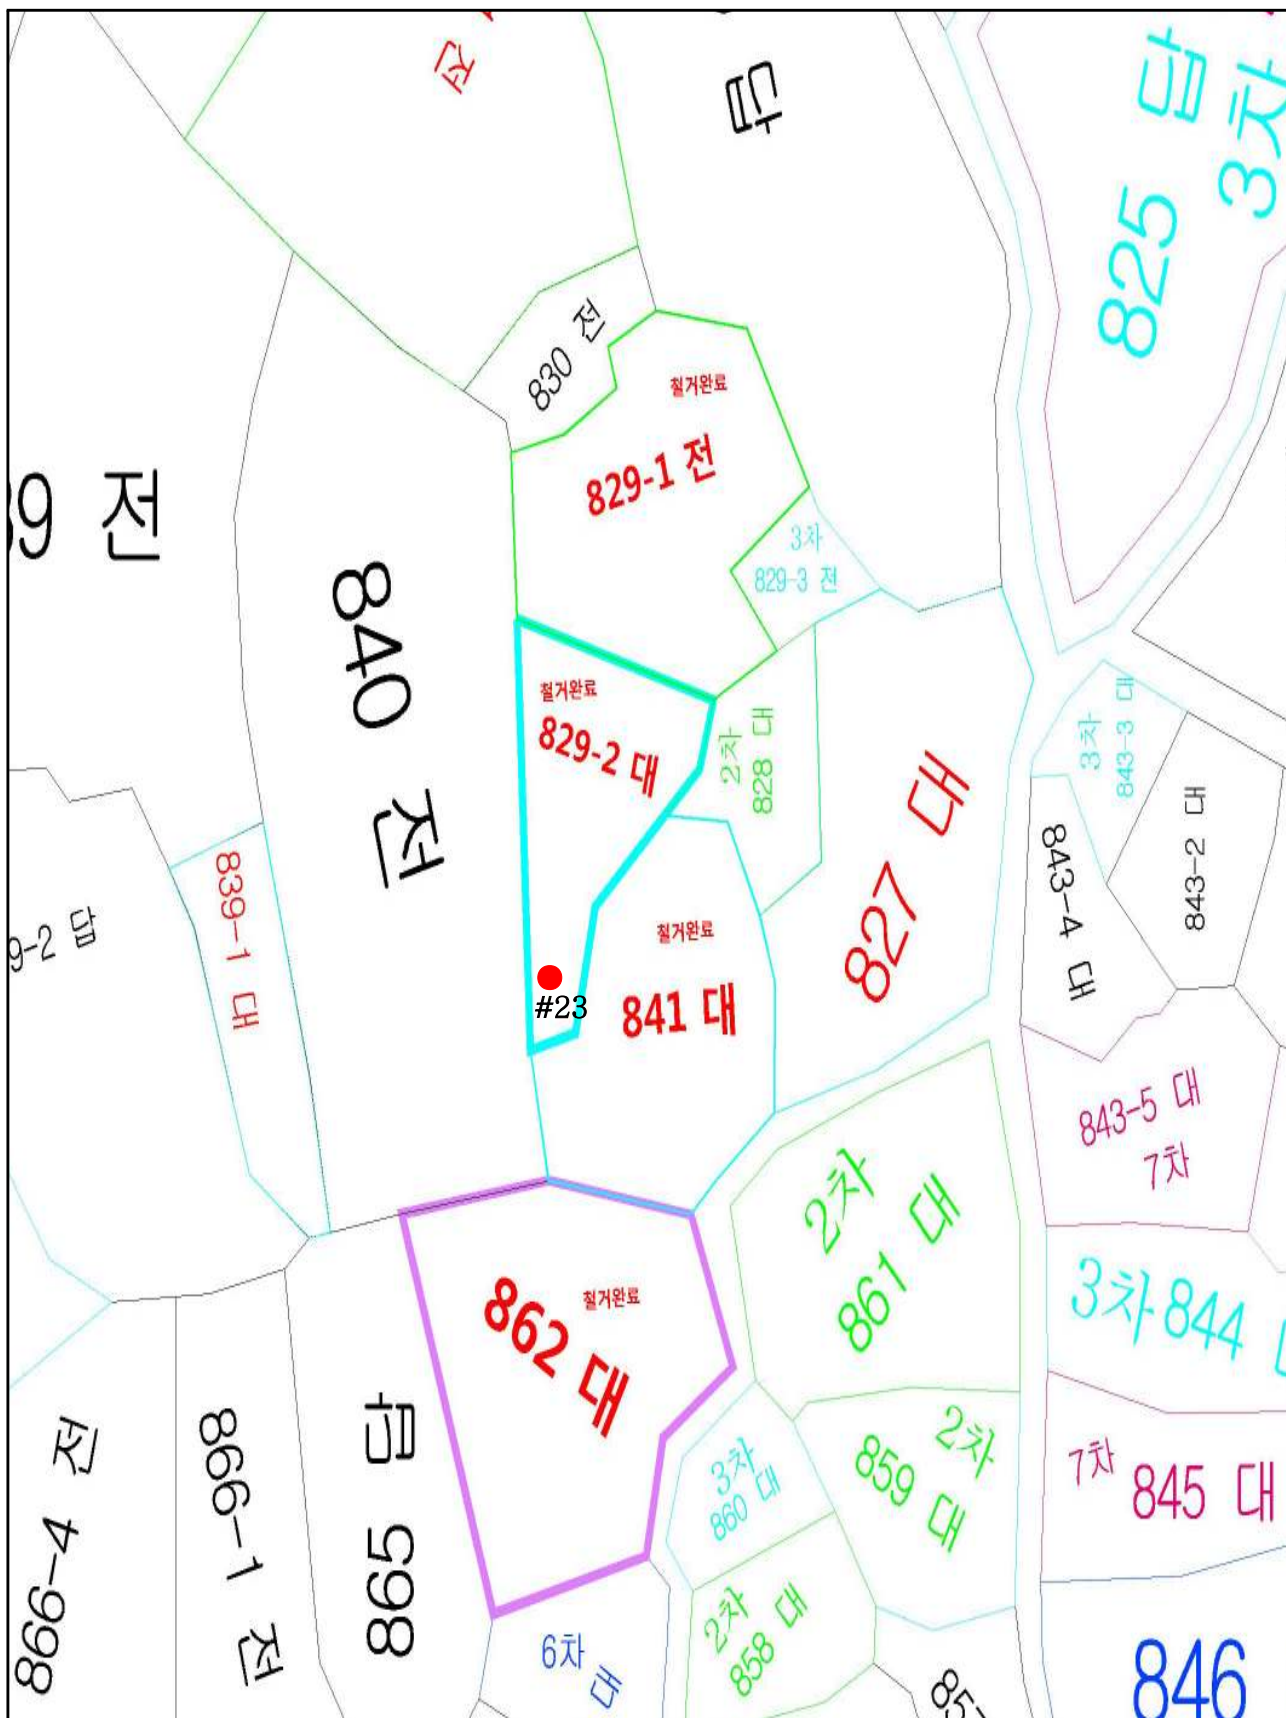 전
답
825 답
3차
830 전
철거완료
829-1 전
3차
829-3 전
39 전
840 전
철거완료
829-2 대
2차
828 대
827 대
3차
843-3 대
843-2 대
843-4 대
839-1 대
9-2 답
철거완료
841 대
#23
843-5 대
7차
2차
861 대
3차 844
철거완료
862 대
866-4 전
866-1 전
865 답
3차
860 대
2차
859 대
7차
845 대
6차
대
2차
858 대
85-
846